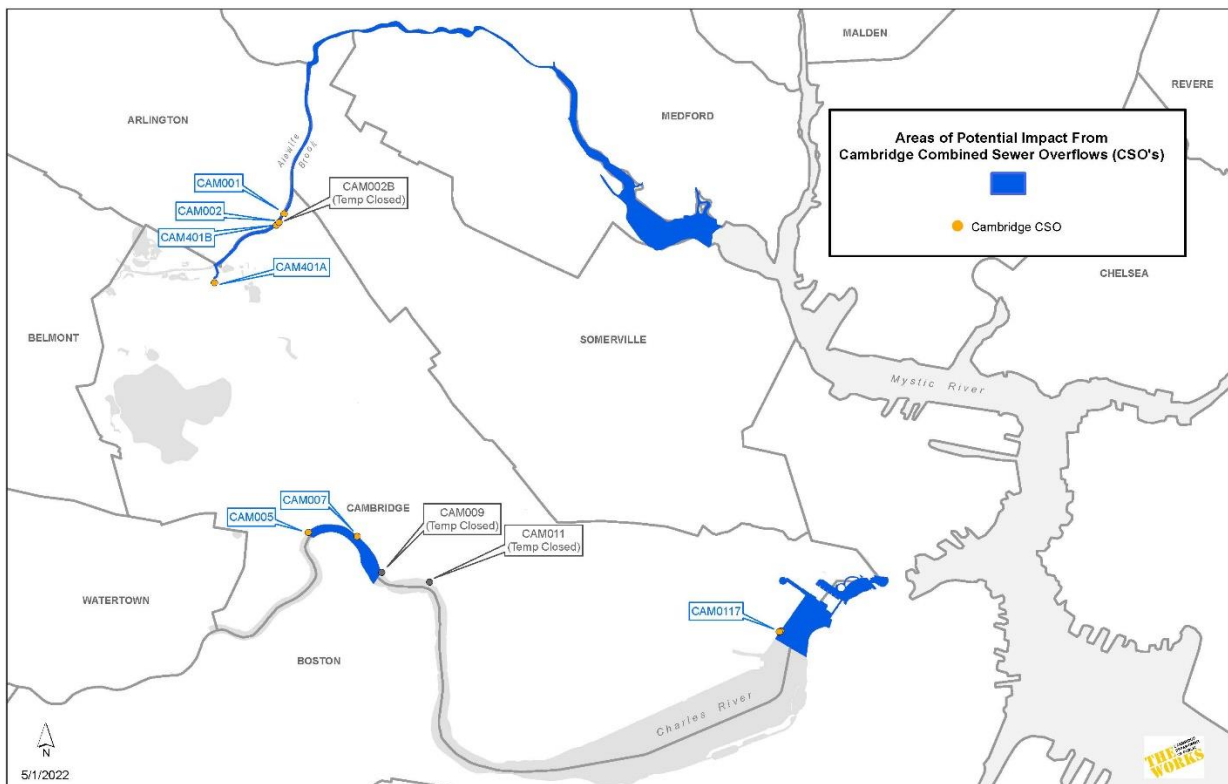 MALDEN
REVERE
ARLINGTON
MEDFORD
Areas of Potential Impact From
Cambridge Combined Sewer Overflows (CSO's)
Cambridge CSO
Alewife
Brook
CAM001
CAM002B
(Temp Closed)
CAM002
CAM401B
CAM401A
CHELSEA
BELMONT
SOMERVILLE
Mystic River
CAM007
CAMBRIDGE
CAM005
CAM009
(Temp Closed)
CAM011
(Temp Closed)
WATERTOWN
CAM0117
BOSTON
Charles River
N
5/1/2022
THE
WORKS